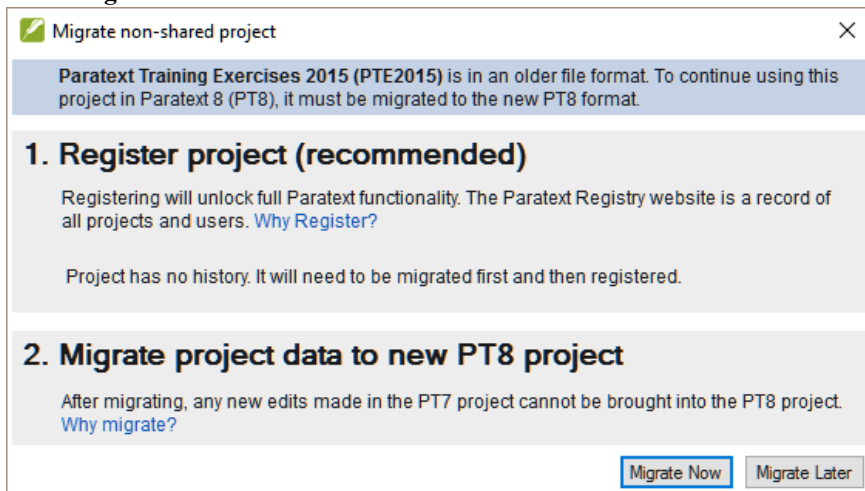 Migrate non-shared project
Paratext Training Exercises 2015 (PTE2015) is in an older file format. To continue using this
project in Paratext 8 (PT8), it must be migrated to the new PT8 format.
1. Register project (recommended)
Registering will unlock full Paratext functionality. The Paratext Registry website is a record of
all projects and users. Why Register?
Project has no history. It will need to be migrated first and then registered.
2. Migrate project data to new PT8 project
After migrating, any new edits made in the PT7 project cannot be brought into the PT8 project.
Why migrate?
Migrate Now Migrate Later